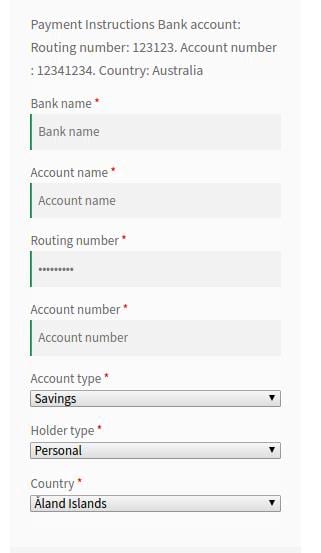 Payment Instructions Bank account:
Routing number: 123123. Account number
: 12341234. Country: Australia
Bank name *
Bank name
Account name *
Account name
Routing number *
•••••••••
Account number *
Account number
Account type *
Savings
Holder type *
Personal
Country *
Åland Islands